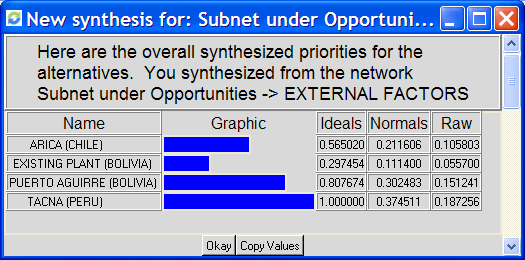 New synthesis for: Subnet under Opportuni...
Here are the overall synthesized priorities for the
alternatives. You synthesized from the network
Subnet under Opportunities -> EXTERNAL FACTORS
Name Graphic Ideals Normals Raw
ARICA (CHILE) 0.565020 0.211606 0.105803
EXISTING PLANT (BOLIVIA) 0.297454 0.111400 0.055700
PUERTO AGUIRRE (BOLIVIA) 0.807674 0.302483 0.151241
TACNA (PERU) 1.000000 0.374511 0.187256
Okay Copy Values